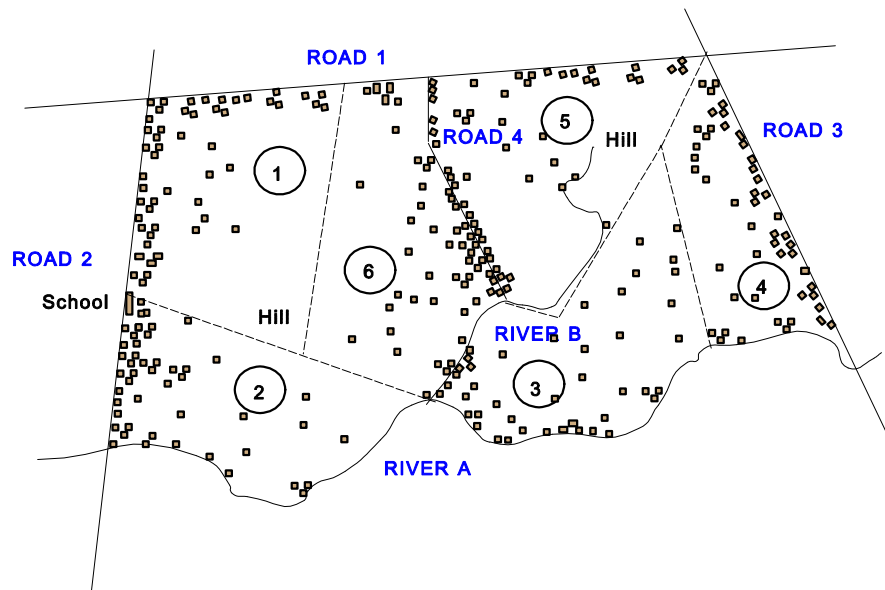 ROAD 1
ROAD 4
5
Hill
ROAD 3
1
ROAD 2
6
4
School
Hill
RIVER B
2
3
RIVER A